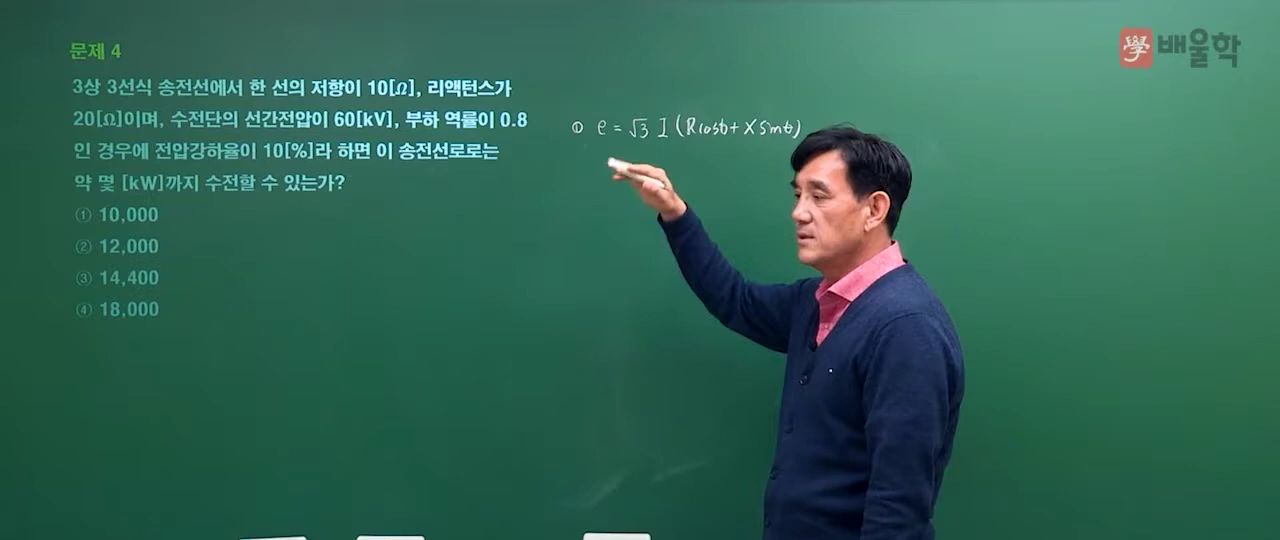 學 배울학
문제 4
3상 3선식 송전선에서 한 선의 저항이 10[Ω], 리액턴스가
20[Ω]이며, 수전단의 선간전압이 60[kV], 부하 역률이 0.8
인 경우에 전압강하율이 10[%]라 하면 이 송전선로로는
약 몇 [kW]까지 수전할 수 있는가?
① 10,000
② 12,000
③ 14,400
④ 18,000
① e = √3 I (Rcosθ + X sinθ)